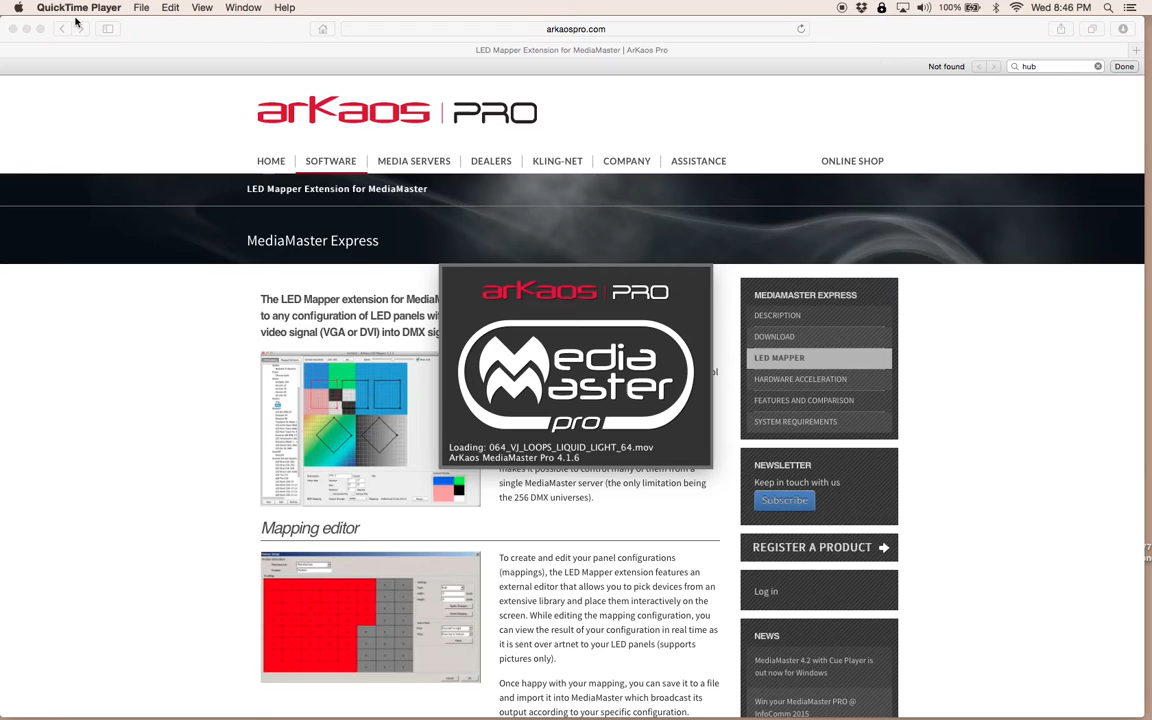 QuickTime Player File Edit View Window Help 100% Wed 8:46 PM
arkaospro.com
LED Mapper Extension for MediaMaster | ArKaos Pro
Not found hub Done
arKaos | PRO
HOME SOFTWARE MEDIA SERVERS DEALERS KLING-NET COMPANY ASSISTANCE ONLINE SHOP
LED Mapper Extension for MediaMaster
MediaMaster Express
The LED Mapper extension for MediaM
to any configuration of LED panels wit
video signal (VGA or DVI) into DMX sig
arKaos | PRO
Media
Master
pro
Loading: 064_VJ_LOOPS_LIQUID_LIGHT_64.mov
ArKaos MediaMaster Pro 4.1.6
makes it possible to control many of them from a
single MediaMaster server (the only limitation being
the 256 DMX universes).
Mapping editor
To create and edit your panel configurations
(mappings), the LED Mapper extension features an
external editor that allows you to pick devices from an
extensive library and place them interactively on the
screen. While editing the mapping configuration, you
can view the result of your configuration in real time as
it is sent over artnet to your LED panels (supports
pictures only).
Once happy with your mapping, you can save it to a file
and import it into MediaMaster which broadcast its
output according to your specific configuration.
MEDIAMASTER EXPRESS
DESCRIPTION
DOWNLOAD
LED MAPPER
HARDWARE ACCELERATION
FEATURES AND COMPARISON
SYSTEM REQUIREMENTS
NEWSLETTER
Keep in touch with us
Subscribe
REGISTER A PRODUCT
Log in
NEWS
MediaMaster 4.2 with Cue Player is
out now for Windows
Win your MediaMaster PRO @
InfoComm 2015